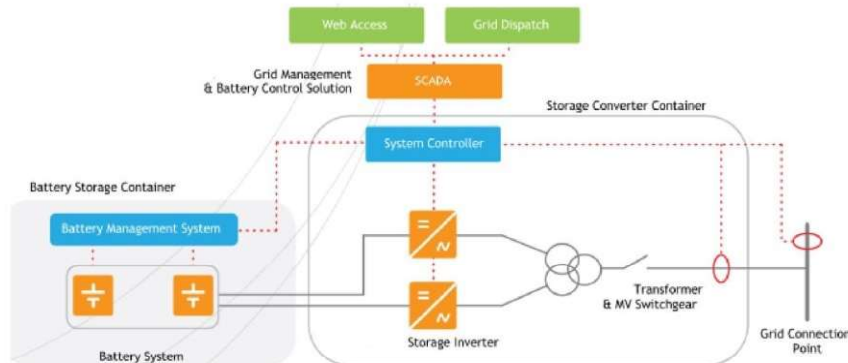 Web Access
Grid Dispatch
Grid Management
& Battery Control Solution
SCADA
Storage Converter Container
System Controller
Battery Storage Container
Battery Management System
Transformer
& MV Switchgear
Storage Inverter
Grid Connection
Point
Battery System